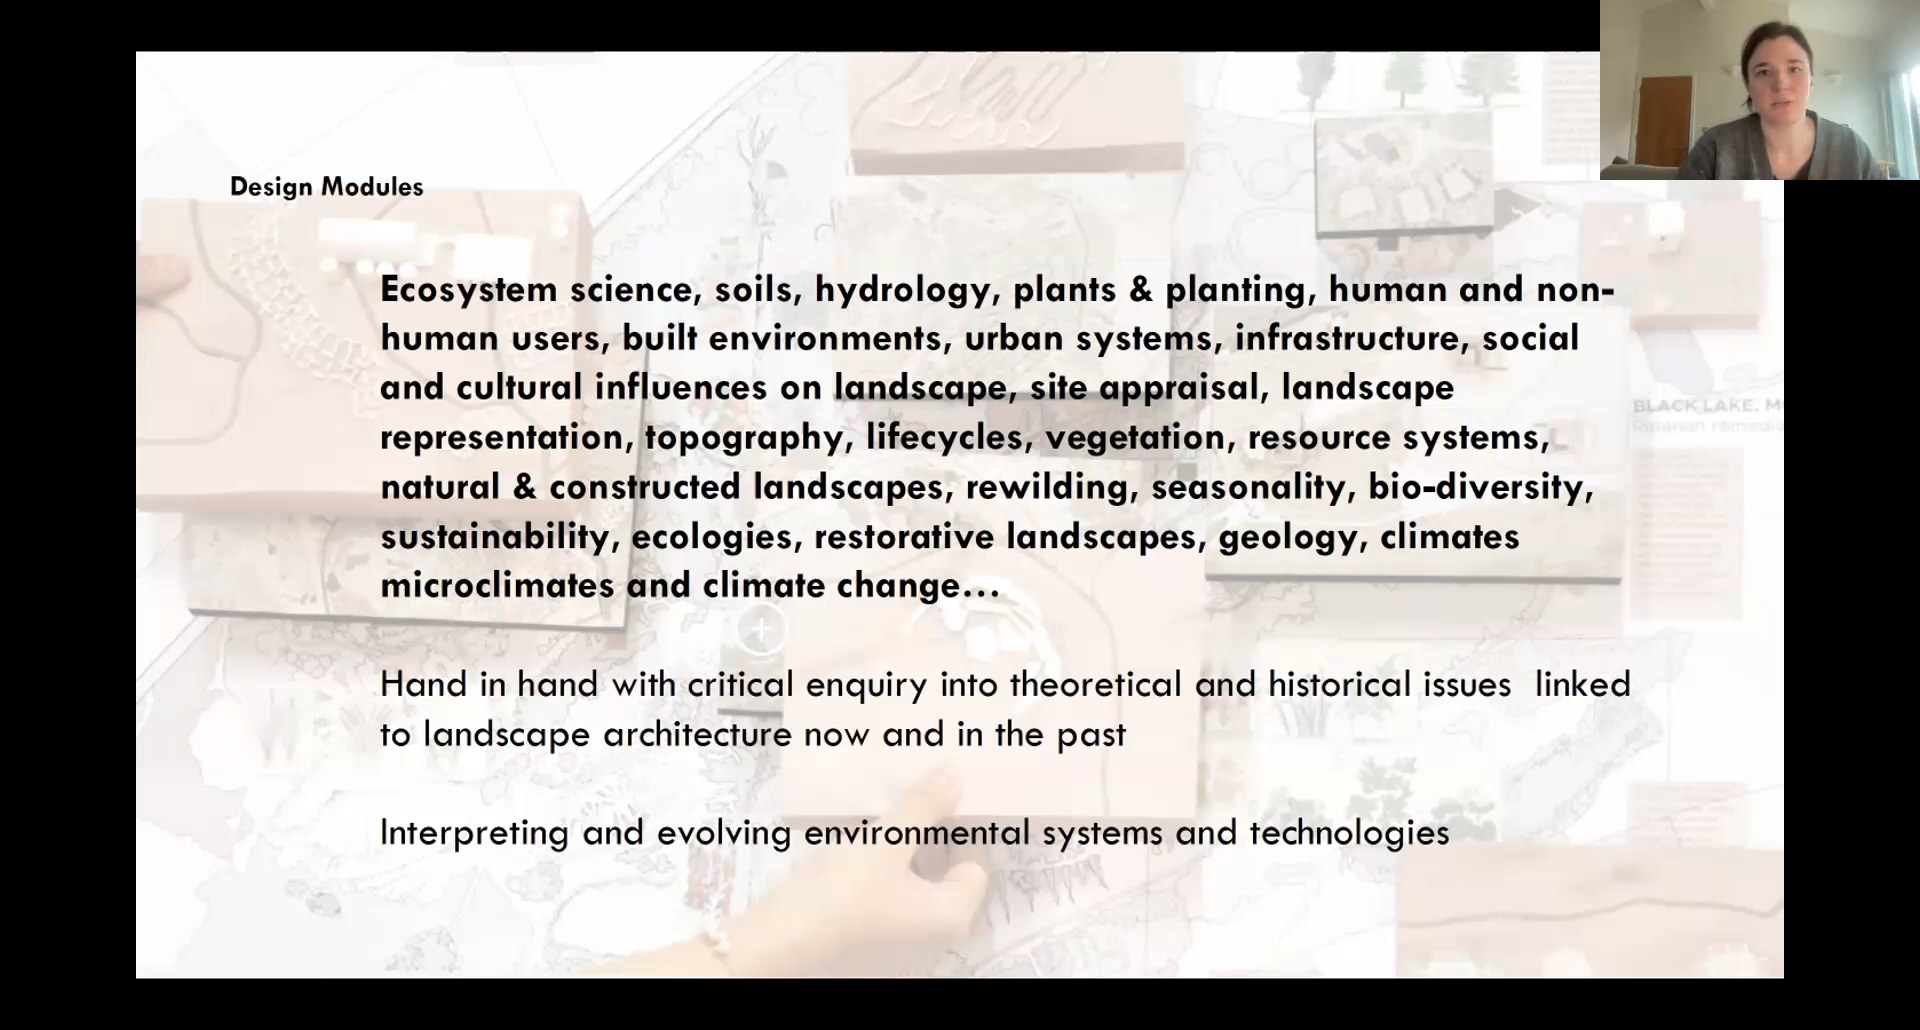 Design Modules
Ecosystem science, soils, hydrology, plants & planting, human and non-
human users, built environments, urban systems, infrastructure, social
and cultural influences on landscape, site appraisal, landscape
representation, topography, lifecycles, vegetation, resource systems,
natural & constructed landscapes, rewilding, seasonality, bio-diversity,
sustainability, ecologies, restorative landscapes, geology, climates
microclimates and climate change…
BLACK LAKE, M
Hand in hand with critical enquiry into theoretical and historical issues linked
to landscape architecture now and in the past
Interpreting and evolving environmental systems and technologies